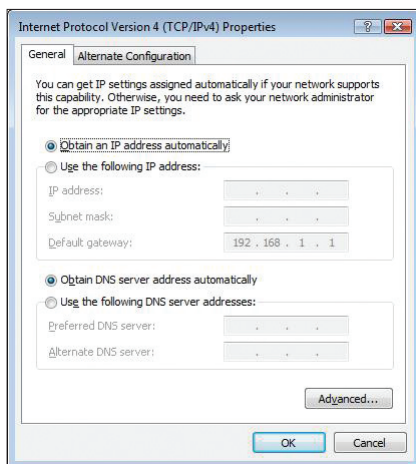 Internet Protocol Version 4 (TCP/IPv4) Properties
General
Alternate Configuration
You can get IP settings assigned automatically if your network supports
this capability. Otherwise, you need to ask your network administrator
for the appropriate IP settings.
Obtain an IP address automatically
Use the following IP address:
IP address:
Subnet mask:
Default gateway: 192 . 168 . 1 . 1
Obtain DNS server address automatically
Use the following DNS server addresses:
Preferred DNS server:
Alternate DNS server:
Advanced...
OK
Cancel